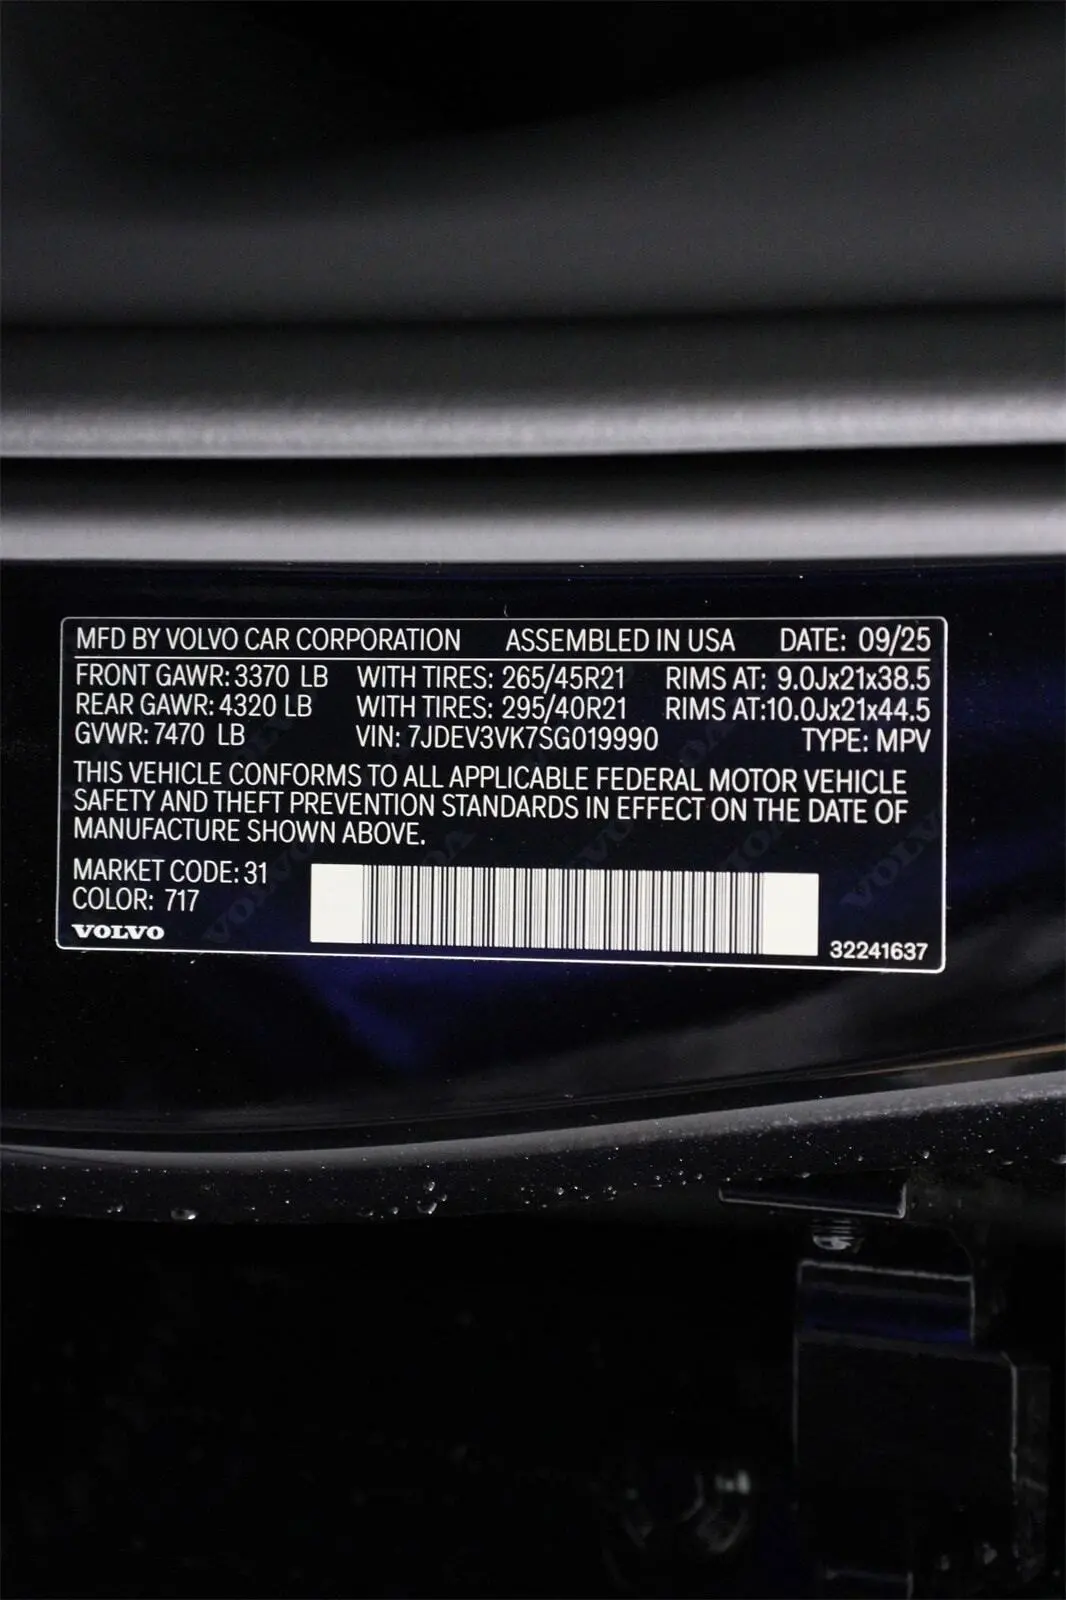 MFD BY VOLVO CAR CORPORATION ASSEMBLED IN USA DATE: 09/25
FRONT GAWR: 3370 LB WITH TIRES: 265/45R21 RIMS AT: 9.0Jx21x38.5
REAR GAWR: 4320 LB WITH TIRES: 295/40R21 RIMS AT:10.0Jx21x44.5
GVWR: 7470 LB VIN: 7JDEV3VK7SG019990 TYPE: MPV
THIS VEHICLE CONFORMS TO ALL APPLICABLE FEDERAL MOTOR VEHICLE
SAFETY AND THEFT PREVENTION STANDARDS IN EFFECT ON THE DATE OF
MANUFACTURE SHOWN ABOVE.
MARKET CODE: 31
COLOR: 717
VOLVO
32241637